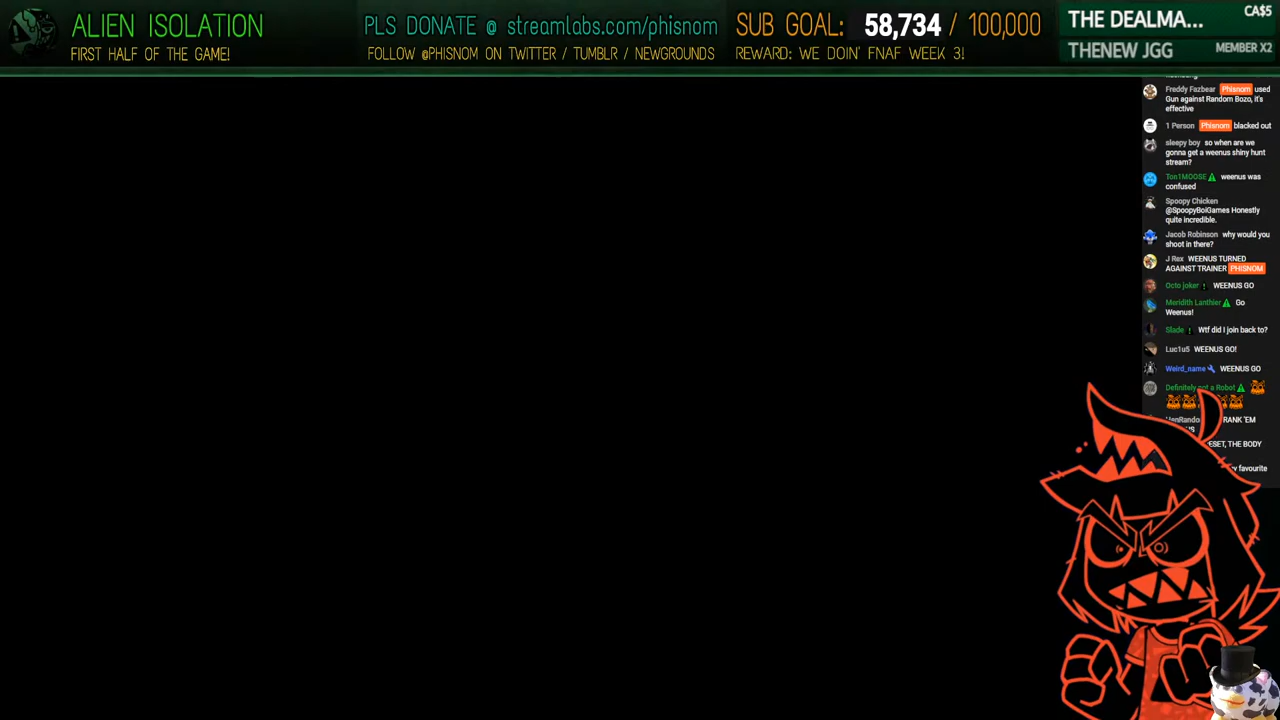 ALIEN ISOLATION
FIRST HALF OF THE GAME!
PLS DONATE @ streamlabs.com/phisnom
FOLLOW @PHISNOM ON TWITTER / TUMBLR / NEWGROUNDS
SUB GOAL: 58,734 / 100,000
REWARD: WE DOIN' FNAF WEEK 3!
THE DEALMA... CA$5
THENEW JGG MEMBER X2
Freddy Fazbear Phisnom used
Gun against Random Bozo, it's
effective
1 Person Phisnom blacked out
sleepy boy so when are we
gonna get a weenus shiny hunt
stream?
Ton1MOOSE weenus was
confused
Spoopy Chicken
@SpoopyBoiGames Honestly
quite incredible.
Jacob Robinson why would you
shoot in there?
J Rex WEENUS TURNED
AGAINST TRAINER PHISNOM
Octo joker WEENUS GO
Meridith Lanthier Go
Weenus!
Slade Wtf did I join back to?
Luc1u5 WEENUS GO!
Weird_name WEENUS GO
Definitely not a Robot
RANK 'EM
THE BODY
favourite